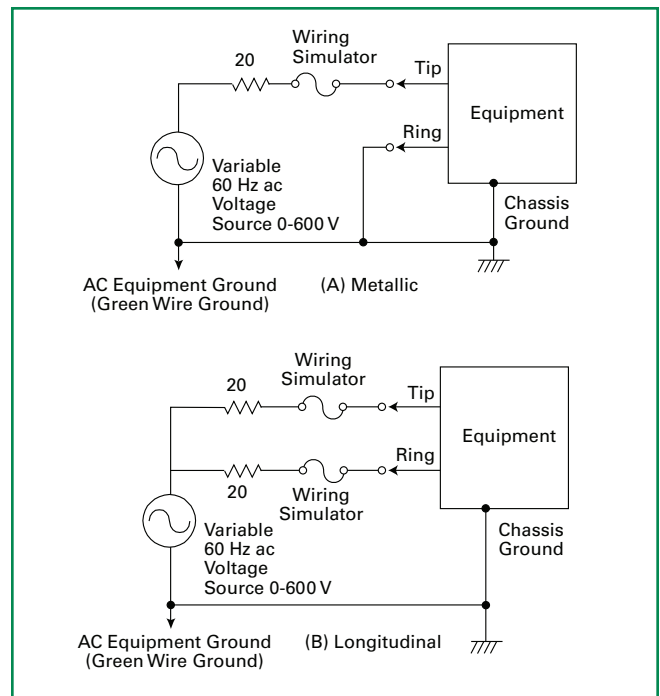 Wiring
Simulator
20
Tip
Equipment
Ring
Variable
60 Hz ac
Voltage
Source 0-600 V
Chassis
Ground
AC Equipment Ground
(Green Wire Ground)
(A) Metallic
Wiring
Simulator
20
Tip
Equipment
Ring
20
Wiring
Simulator
Variable
60 Hz ac
Voltage
Source 0-600 V
Chassis
Ground
AC Equipment Ground
(Green Wire Ground)
(B) Longitudinal